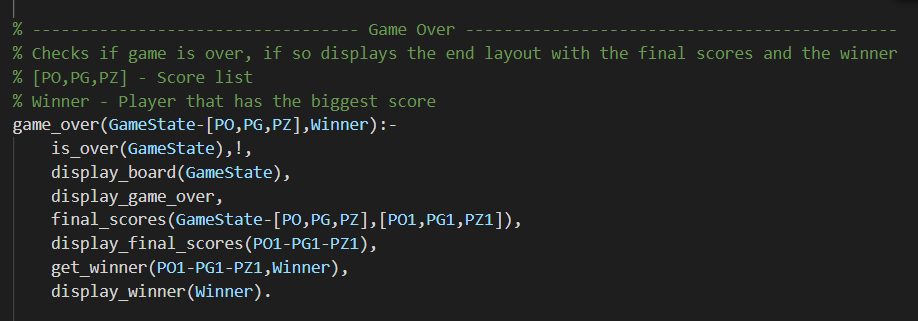 % ---------------------------------- Game Over ---------------------------------------------
% Checks if game is over, if so displays the end layout with the final scores and the winner
% [PO,PG,PZ] - Score list
% Winner - Player that has the biggest score
game_over(GameState-[PO,PG,PZ],Winner):-
    is_over(GameState),!,
    display_board(GameState),
    display_game_over,
    final_scores(GameState-[PO,PG,PZ],[PO1,PG1,PZ1]),
    display_final_scores(PO1-PG1-PZ1),
    get_winner(PO1-PG1-PZ1,Winner),
    display_winner(Winner).